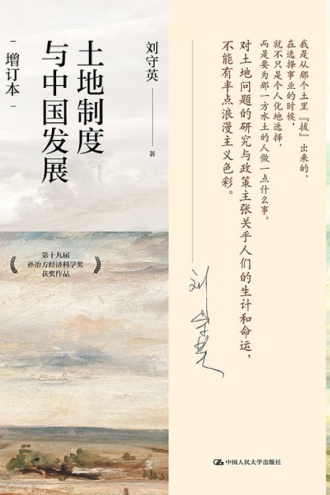 土地制度
与中国发展
增订本
刘守英
著
第十九届
孙冶方经济科学奖
获奖作品
我是从那个土里『拔』出来的，
在选择事业的时候，
就不只是个人化地选择，
而是要为那一方水土的人做一点什么事。
对土地问题的研究与政策主张关乎人们的生计和命运，
不能有半点浪漫主义色彩。
刘守英
中国人民大学出版社